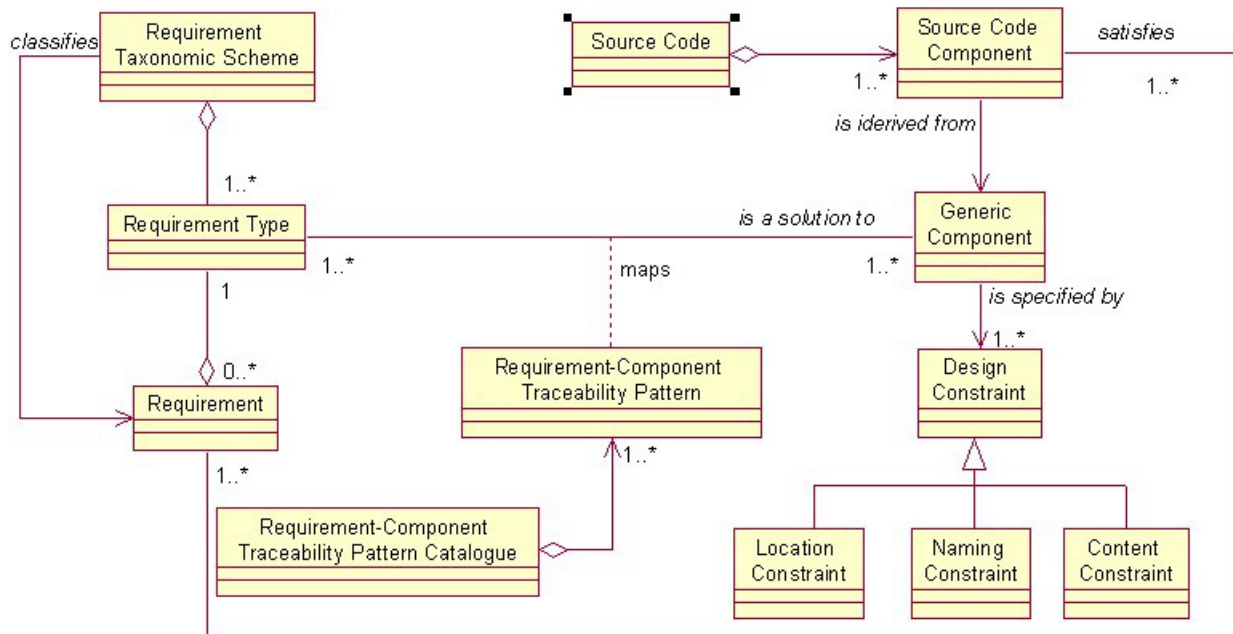 classifies
Requirement
Taxonomic Scheme
Source Code
Source Code
Component
satisfies
1..*
1..*
is iderived from
1..*
Requirement Type
is a solution to
Generic
Component
1..*
1..*
maps
1
is specified by
1..*
0..*
Requirement
Requirement-Component
Traceability Pattern
Design
Constraint
1..*
1..*
Requirement-Component
Traceability Pattern Catalogue
Location
Constraint
Naming
Constraint
Content
Constraint